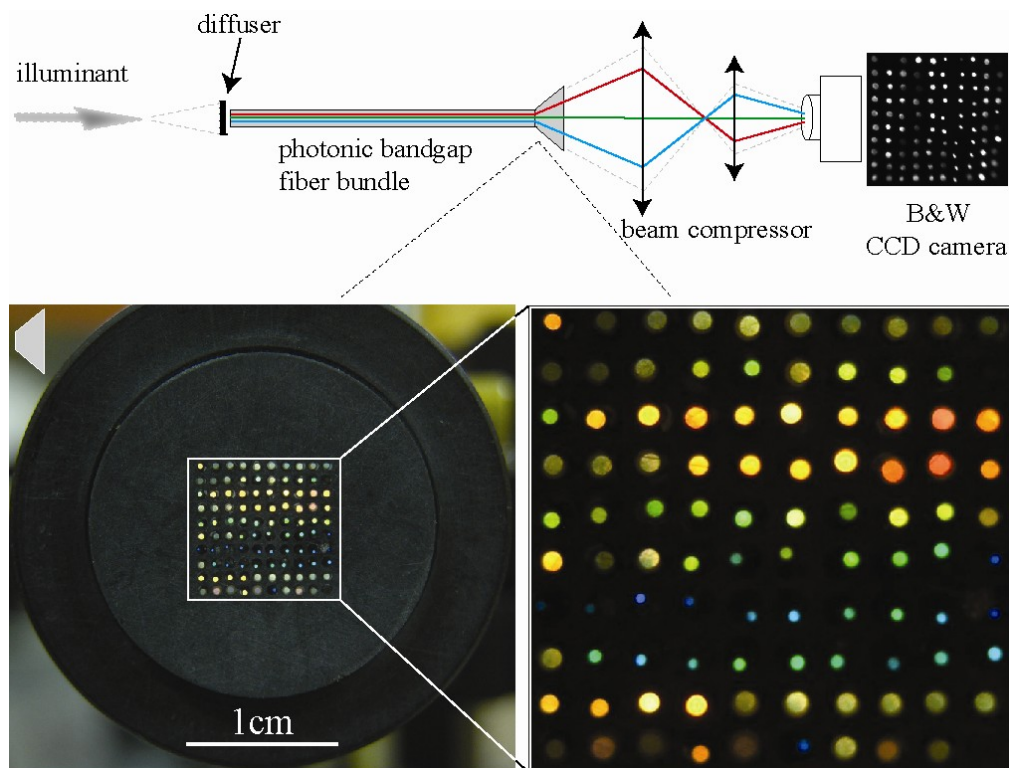 diffuser
illuminant
photonic bandgap
fiber bundle
beam compressor
B&W
CCD camera
1cm